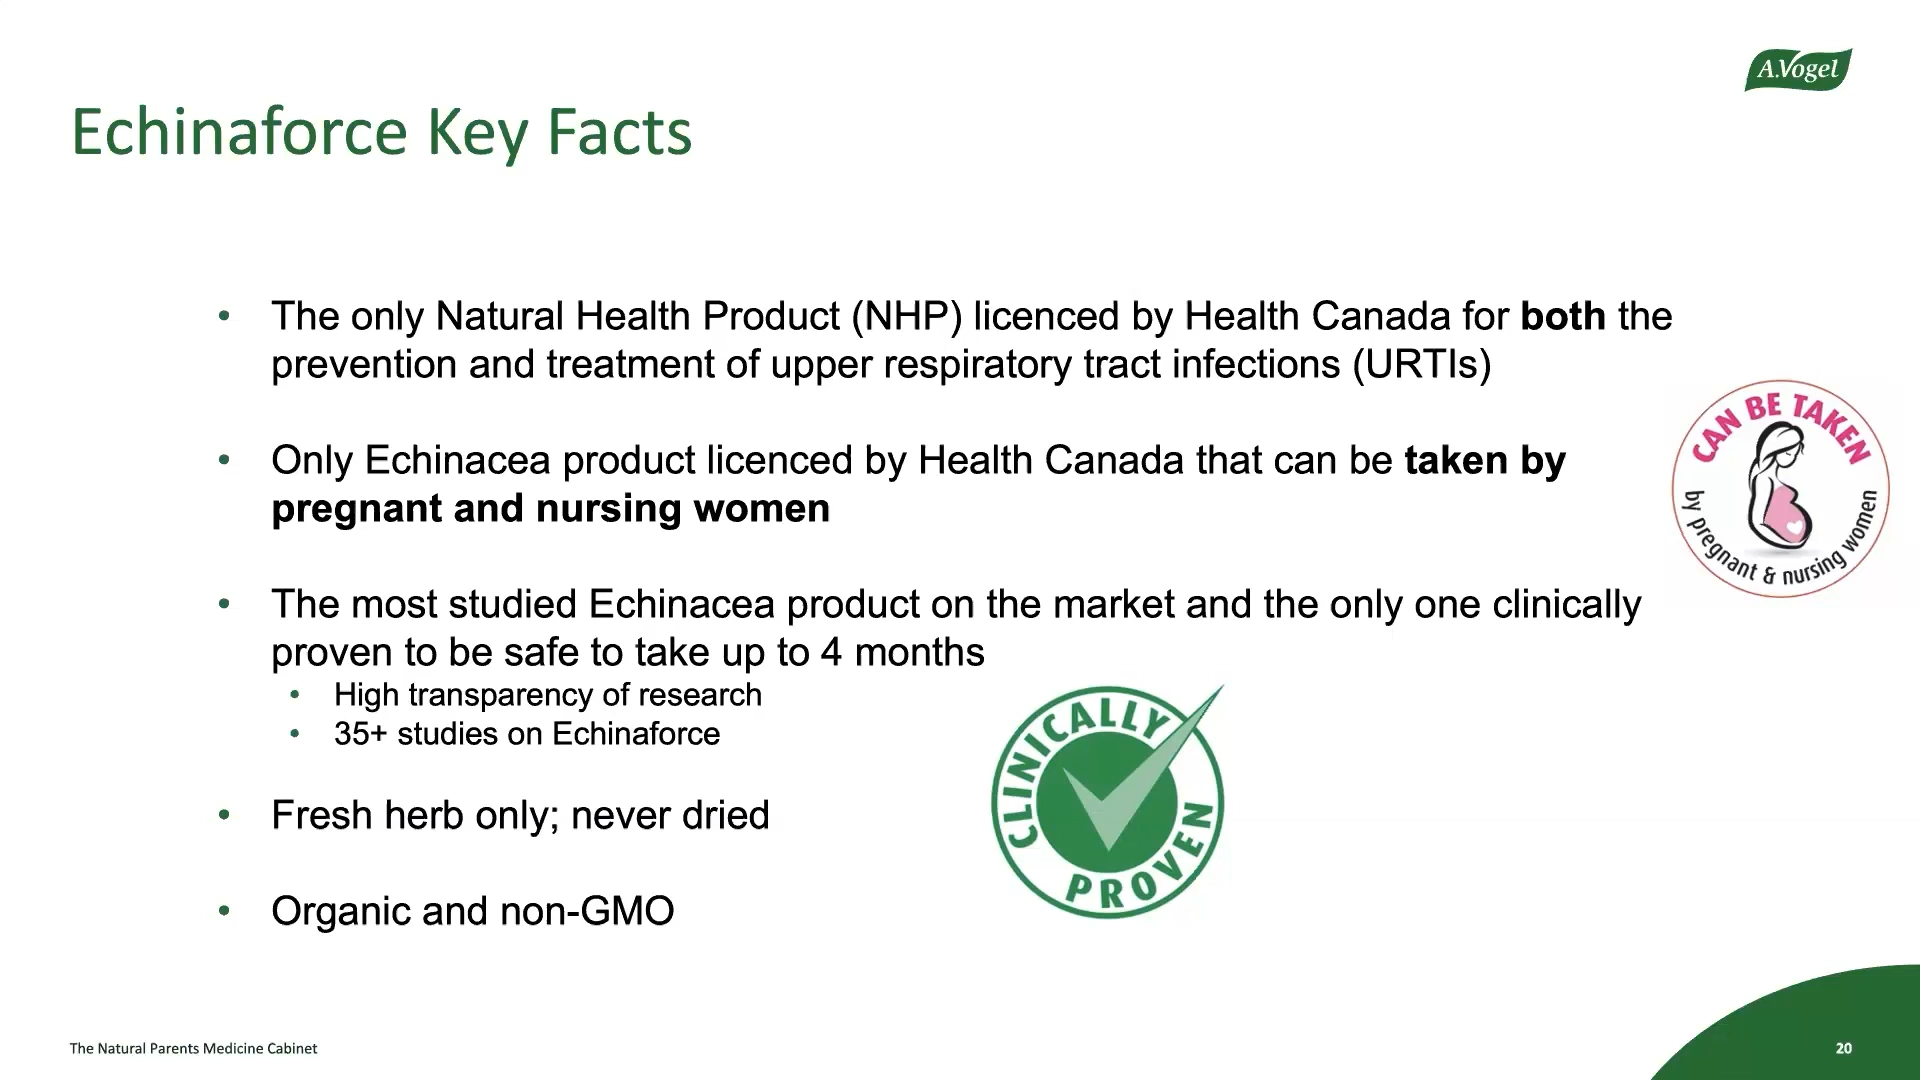 A.Vogel
Echinaforce Key Facts
• The only Natural Health Product (NHP) licenced by Health Canada for both the
prevention and treatment of upper respiratory tract infections (URTIs)
• Only Echinacea product licenced by Health Canada that can be taken by
pregnant and nursing women
CAN BE TAKEN
by pregnant & nursing women
• The most studied Echinacea product on the market and the only one clinically
proven to be safe to take up to 4 months
• High transparency of research
• 35+ studies on Echinaforce
CLINICALLY
PROVEN
• Fresh herb only; never dried
• Organic and non-GMO
The Natural Parents Medicine Cabinet
20